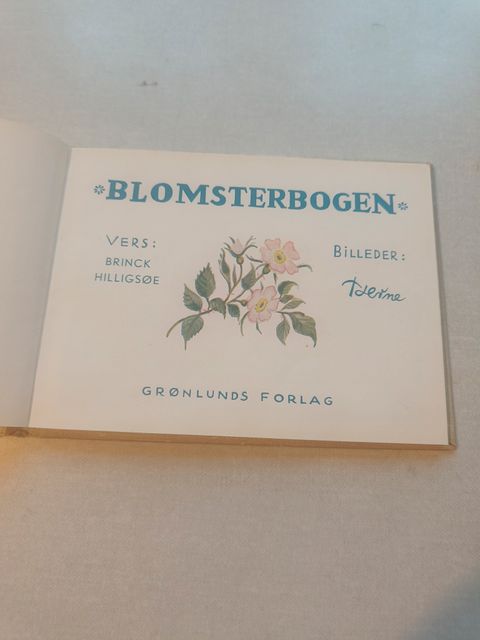 BLOMSTERBOGEN
VERS:
BRINCK
HILLIGSØE
BILLEDER:
GRØNLUNDS FORLAG